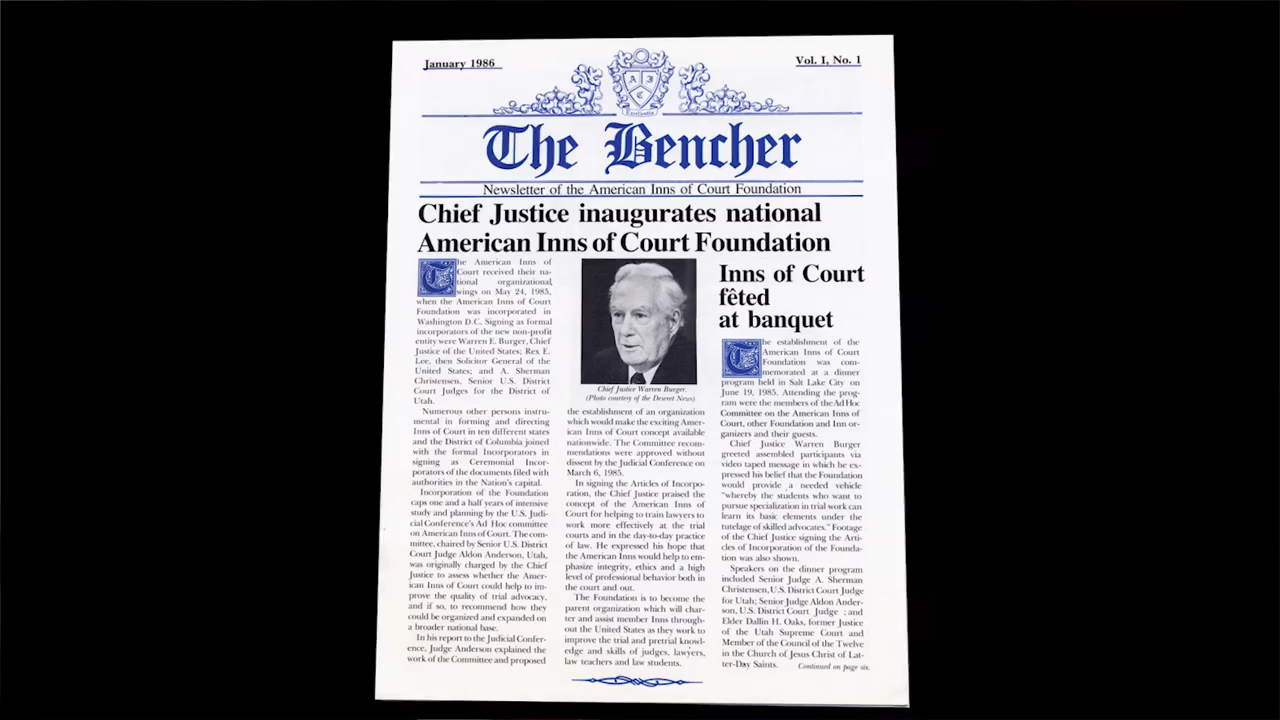 January 1986
Vol. I, No. 1
A I
C
Excellentia
The Bencher
Newsletter of the American Inns of Court Foundation
Chief Justice inaugurates national
American Inns of Court Foundation
The American Inns of
Court received their na-
tional organizational
wings on May 24, 1985,
when the American Inns of Court
Foundation was incorporated in
Washington D.C. Signing as formal
incorporators of the new non-profit
entity were Warren E. Burger, Chief
Justice of the United States; Rex E.
Lee, then Solicitor General of the
United States; and A. Sherman
Christensen, Senior U.S. District
Court Judges for the District of
Utah.
Numerous other persons instru-
mental in forming and directing
Inns of Court in ten different states
and the District of Columbia joined
with the formal Incorporators in
signing as Ceremonial Incor-
porators of the documents filed with
authorities in the Nation's capital.
Incorporation of the Foundation
caps one and a half years of intensive
study and planning by the U.S. Judi-
cial Conference's Ad Hoc committee
on American Inns of Court. The com-
mittee, chaired by Senior U.S. District
Court Judge Aldon Anderson, Utah,
was originally charged by the Chief
Justice to assess whether the Amer-
ican Inns of Court could help to im-
prove the quality of trial advocacy,
and if so, to recommend how they
could be organized and expanded on
a broader national base.
In his report to the Judicial Confer-
ence, Judge Anderson explained the
work of the Committee and proposed
Chief Justice Warren Burger.
(Photo courtesy of the Deseret News)
the establishment of an organization
which would make the exciting Amer-
ican Inns of Court concept available
nationwide. The Committee recom-
mendations were approved without
dissent by the Judicial Conference on
March 6, 1985.
In signing the Articles of Incorpo-
ration, the Chief Justice praised the
concept of the American Inns of
Court for helping to train lawyers to
work more effectively at the trial
courts and in the day-to-day practice
of law. He expressed his hope that
the American Inns would help to em-
phasize integrity, ethics and a high
level of professional behavior both in
the court and out.
The Foundation is to become the
parent organization which will char-
ter and assist member Inns through-
out the United States as they work to
improve the trial and pretrial knowl-
edge and skills of judges, lawyers,
law teachers and law students.
Inns of Court
fêted
at banquet
The establishment of the
American Inns of Court
Foundation was com-
memorated at a dinner
program held in Salt Lake City on
June 19, 1985. Attending the prog-
ram were the members of the Ad Hoc
Committee on the American Inns of
Court, other Foundation and Inn or-
ganizers and their guests.
Chief Justice Warren Burger
greeted assembled participants via
video taped message in which he ex-
pressed his belief that the Foundation
would provide a needed vehicle
"whereby the students who want to
pursue specialization in trial work can
learn its basic elements under the
tutelage of skilled advocates." Footage
of the Chief Justice signing the Arti-
cles of Incorporation of the Founda-
tion was also shown.
Speakers on the dinner program
included Senior Judge A. Sherman
Christensen, U.S. District Court Judge
for Utah; Senior Judge Aldon Ander-
son, U.S. District Court Judge ; and
Elder Dallin H. Oaks, former Justice
of the Utah Supreme Court and
Member of the Council of the Twelve
in the Church of Jesus Christ of Lat-
ter-Day Saints.
Continued on page six.